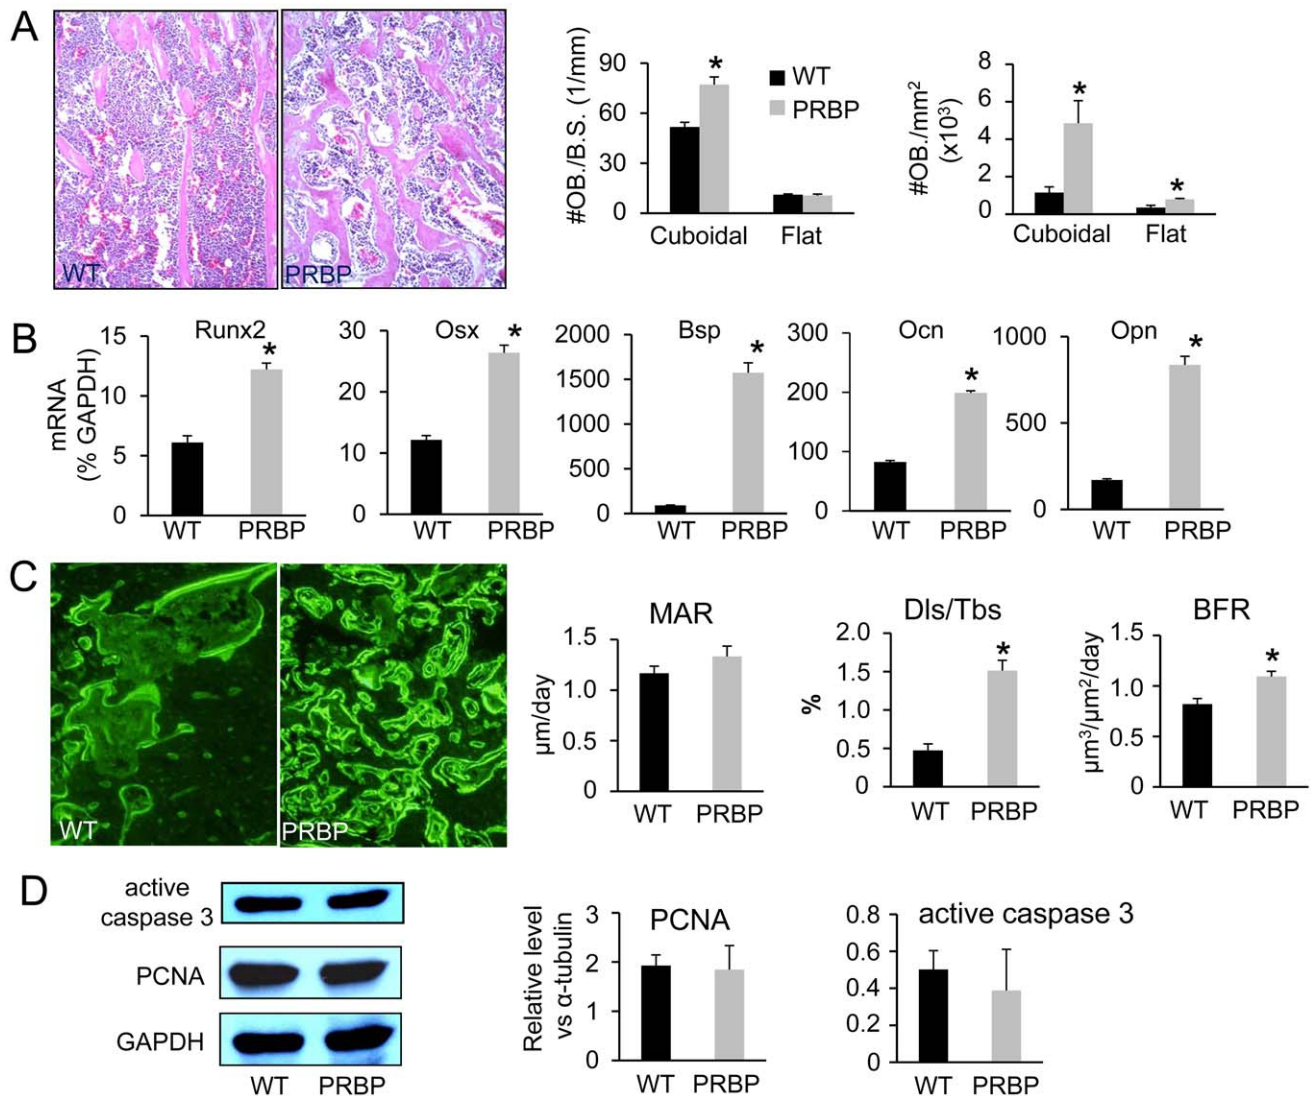 A
WT
PRBP
#OB./B.S. (1/mm)
90
60
30
0
*
WT
PRBP
Cuboidal
Flat
#OB./mm²
(x10³)
8
6
4
2
0
*
*
Cuboidal
Flat
B
mRNA
(% GAPDH)
Runx2
15
10
5
0
*
WT
PRBP
Osx
30
20
10
0
*
WT
PRBP
Bsp
2000
1500
1000
500
0
*
WT
PRBP
Ocn
300
200
100
0
*
WT
PRBP
Opn
1000
500
0
*
WT
PRBP
C
WT
PRBP
MAR
μm/day
1.5
1.0
0.5
0
WT
PRBP
Dls/Tbs
%
2.0
1.5
1.0
0.5
0
*
WT
PRBP
BFR
μm³/μm²/day
1.5
1.0
0.5
0
*
WT
PRBP
D
active
caspase 3
PCNA
GAPDH
WT
PRBP
Relative level
vs α-tubulin
PCNA
3
2
1
0
WT
PRBP
active caspase 3
0.8
0.6
0.4
0.2
0
WT
PRBP